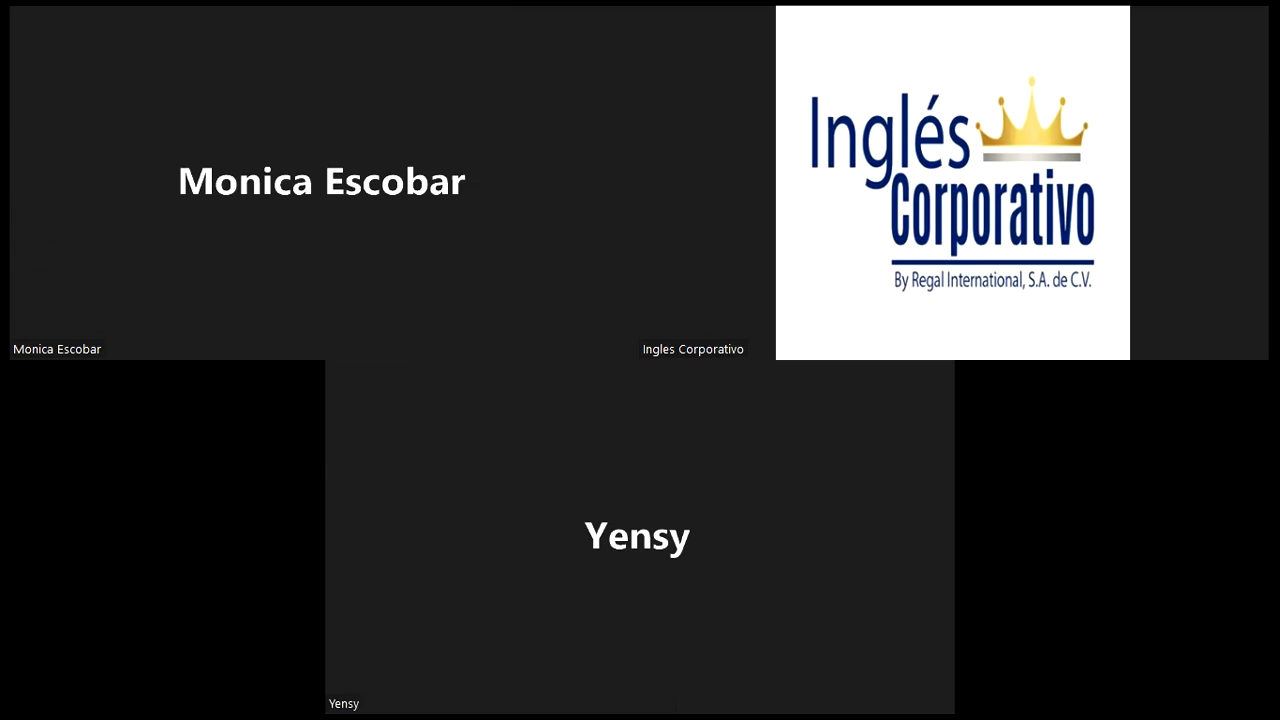 Monica Escobar
Inglés
Corporativo
By Regal International, S.A. de C.V.
Monica Escobar
Ingles Corporativo
Yensy
Yensy